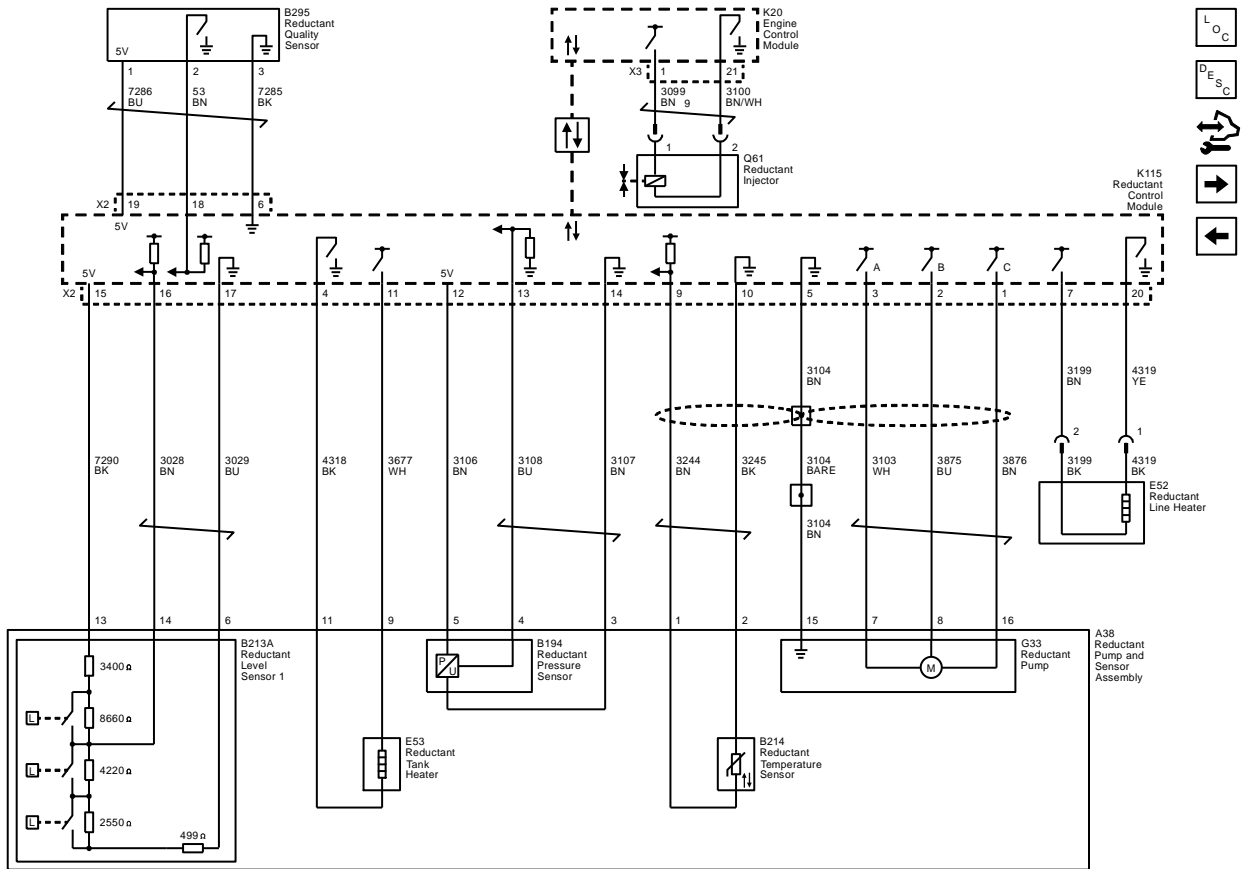 B295
Reductant
Quality
Sensor
5V
1 2 3
7286
BU
53
BN
7285
BK
X2 19 18 6
5V
K20
Engine
Control
Module
X3 1 21
3099
BN
9
3100
BN/WH
1 2
Q61
Reductant
Injector
K115
Reductant
Control
Module
L
O
C
D
E
S
C
A B C
5V 5V
X2 15 16 17 4 11 12 13 14 9 10 5 3 2 1 7 20
3104
BN
3199
BN
4319
YE
2 1
7290
BK
3028
BN
3029
BU
4318
BK
3677
WH
3106
BN
3108
BU
3107
BN
3244
BN
3245
BK
3104
BARE
3103
WH
3875
BU
3876
BN
3199
BK
4319
BK
E52
Reductant
Line Heater
3104
BN
13 14 6 11 9 5 4 3 1 2 15 7 8 16
B213A
Reductant
Level
Sensor 1
3400Ω
L
8660Ω
L
4220Ω
L
2550Ω
499Ω
E53
Reductant
Tank
Heater
P
U
B194
Reductant
Pressure
Sensor
B214
Reductant
Temperature
Sensor
M
G33
Reductant
Pump
A38
Reductant
Pump and
Sensor
Assembly